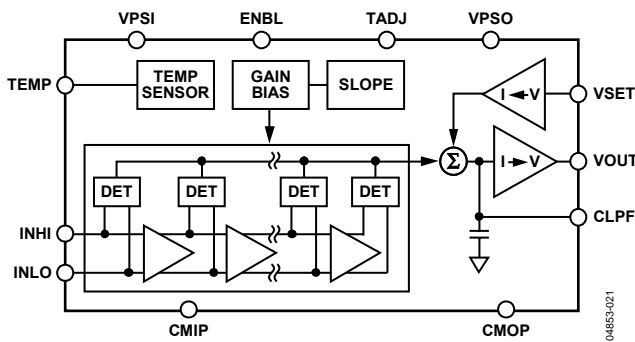 VPSI ENBL TADJ VPSO
TEMP
TEMP
SENSOR
GAIN
BIAS
SLOPE
I V
VSET
Σ
I V
VOUT
DET DET DET DET
CLPF
INHI
INLO
CMIP CMOP
04853-021